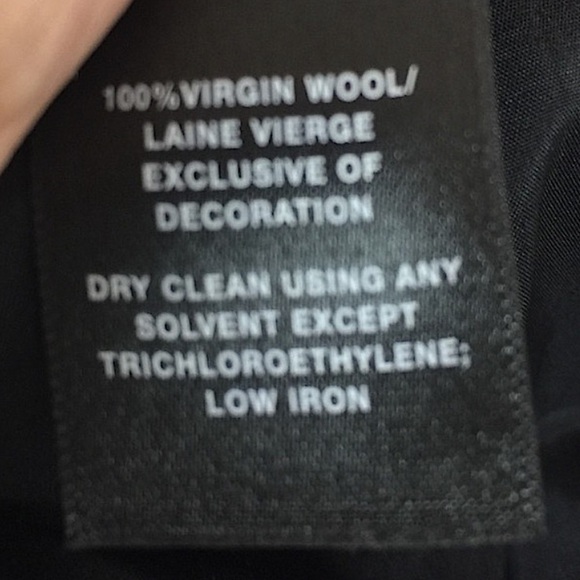 100%VIRGIN WOOL/
LAINE VIERGE
EXCLUSIVE OF
DECORATION
DRY CLEAN USING ANY
SOLVENT EXCEPT
TRICHLOROETHYLENE;
LOW IRON